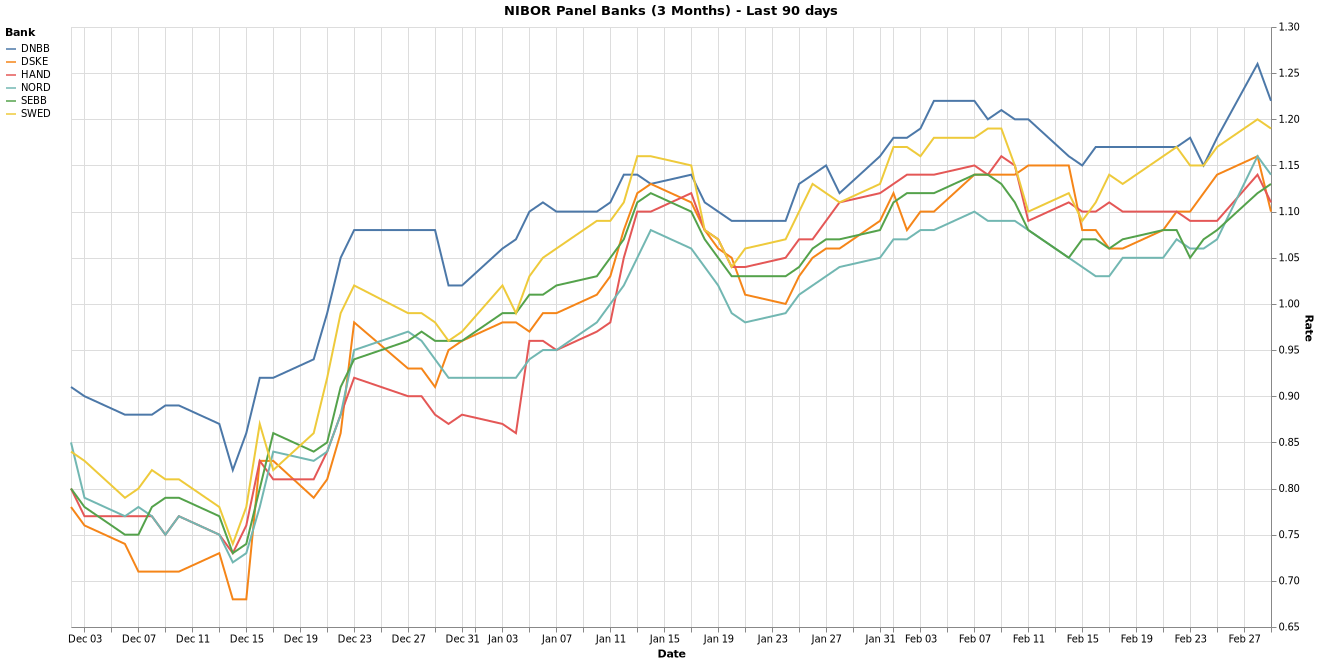 NIBOR Panel Banks (3 Months) - Last 90 days
Bank
DNBB
DSKE
HAND
NORD
SEBB
SWED
1.30
1.25
1.20
1.15
1.10
1.05
1.00
0.95
0.90
0.85
0.80
0.75
0.70
0.65
Rate
Dec 03 Dec 07 Dec 11 Dec 15 Dec 19 Dec 23 Dec 27 Dec 31 Jan 03 Jan 07 Jan 11 Jan 15 Jan 19 Jan 23 Jan 27 Jan 31 Feb 03 Feb 07 Feb 11 Feb 15 Feb 19 Feb 23 Feb 27
Date